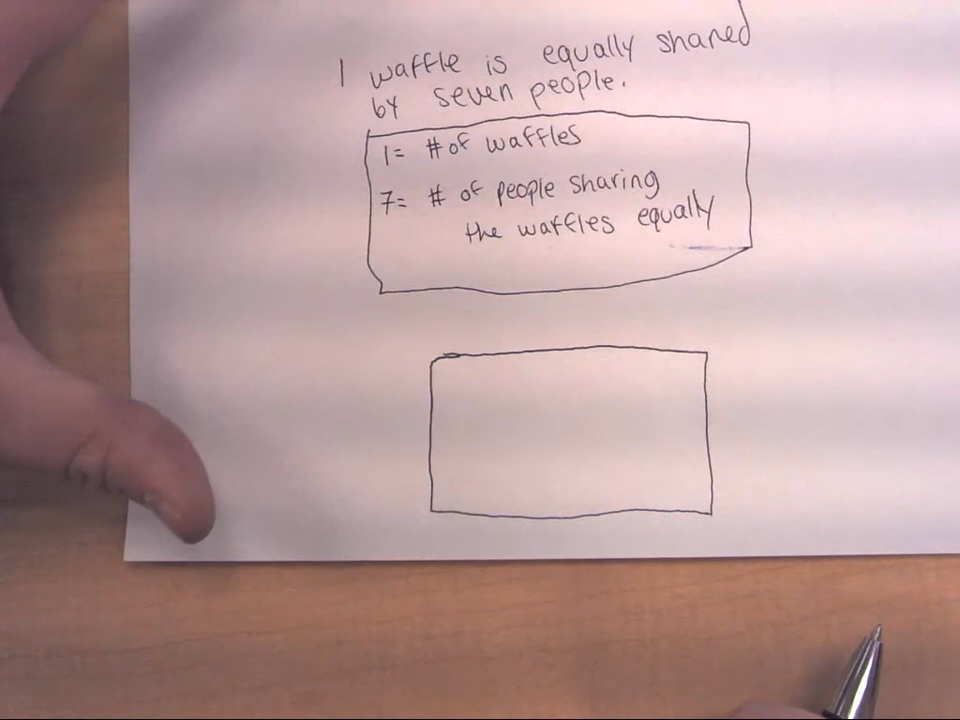 1 waffle is equally shared
by seven people.
1= # of waffles
7= # of people sharing
the waffles equally